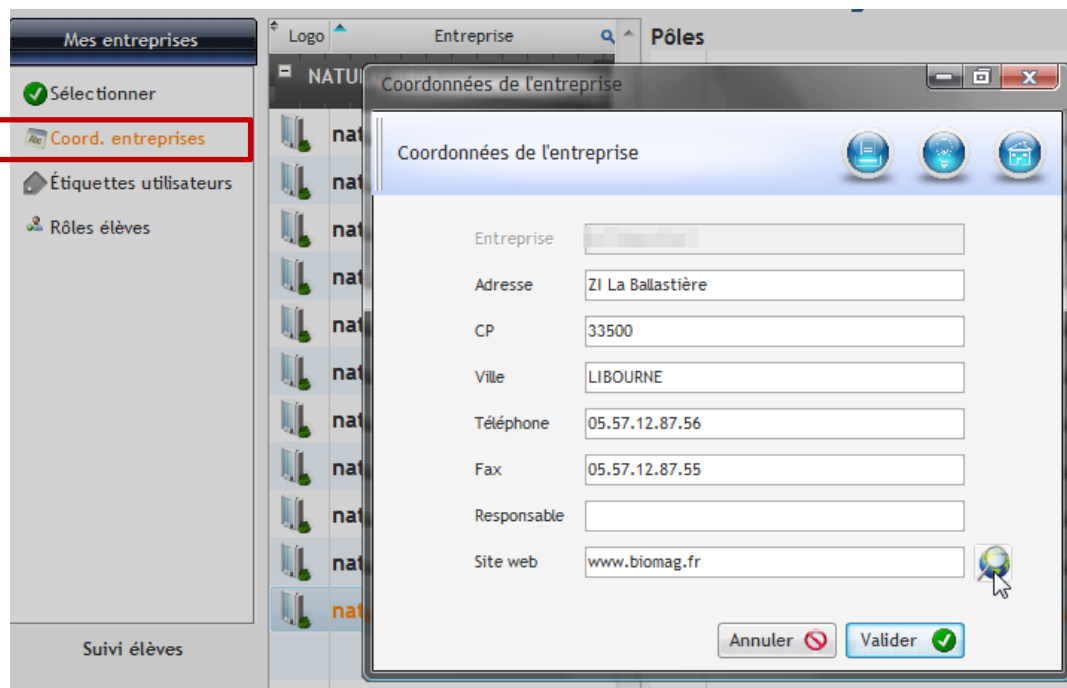 Mes entreprises
Sélectionner
Abc Coord. entreprises
Étiquettes utilisateurs
Rôles élèves
Suivi élèves
Logo Entreprise
Pôles
Coordonnées de l'entreprise
nat
nat
nat
nat
nat
nat
nat
nat
nat
nat
nat
Coordonnées de l'entreprise
Entreprise
Adresse ZI La Ballastière
CP 33500
Ville LIBOURNE
Téléphone 05.57.12.87.56
Fax 05.57.12.87.55
Responsable
Site web www.biomag.fr
Annuler Valider